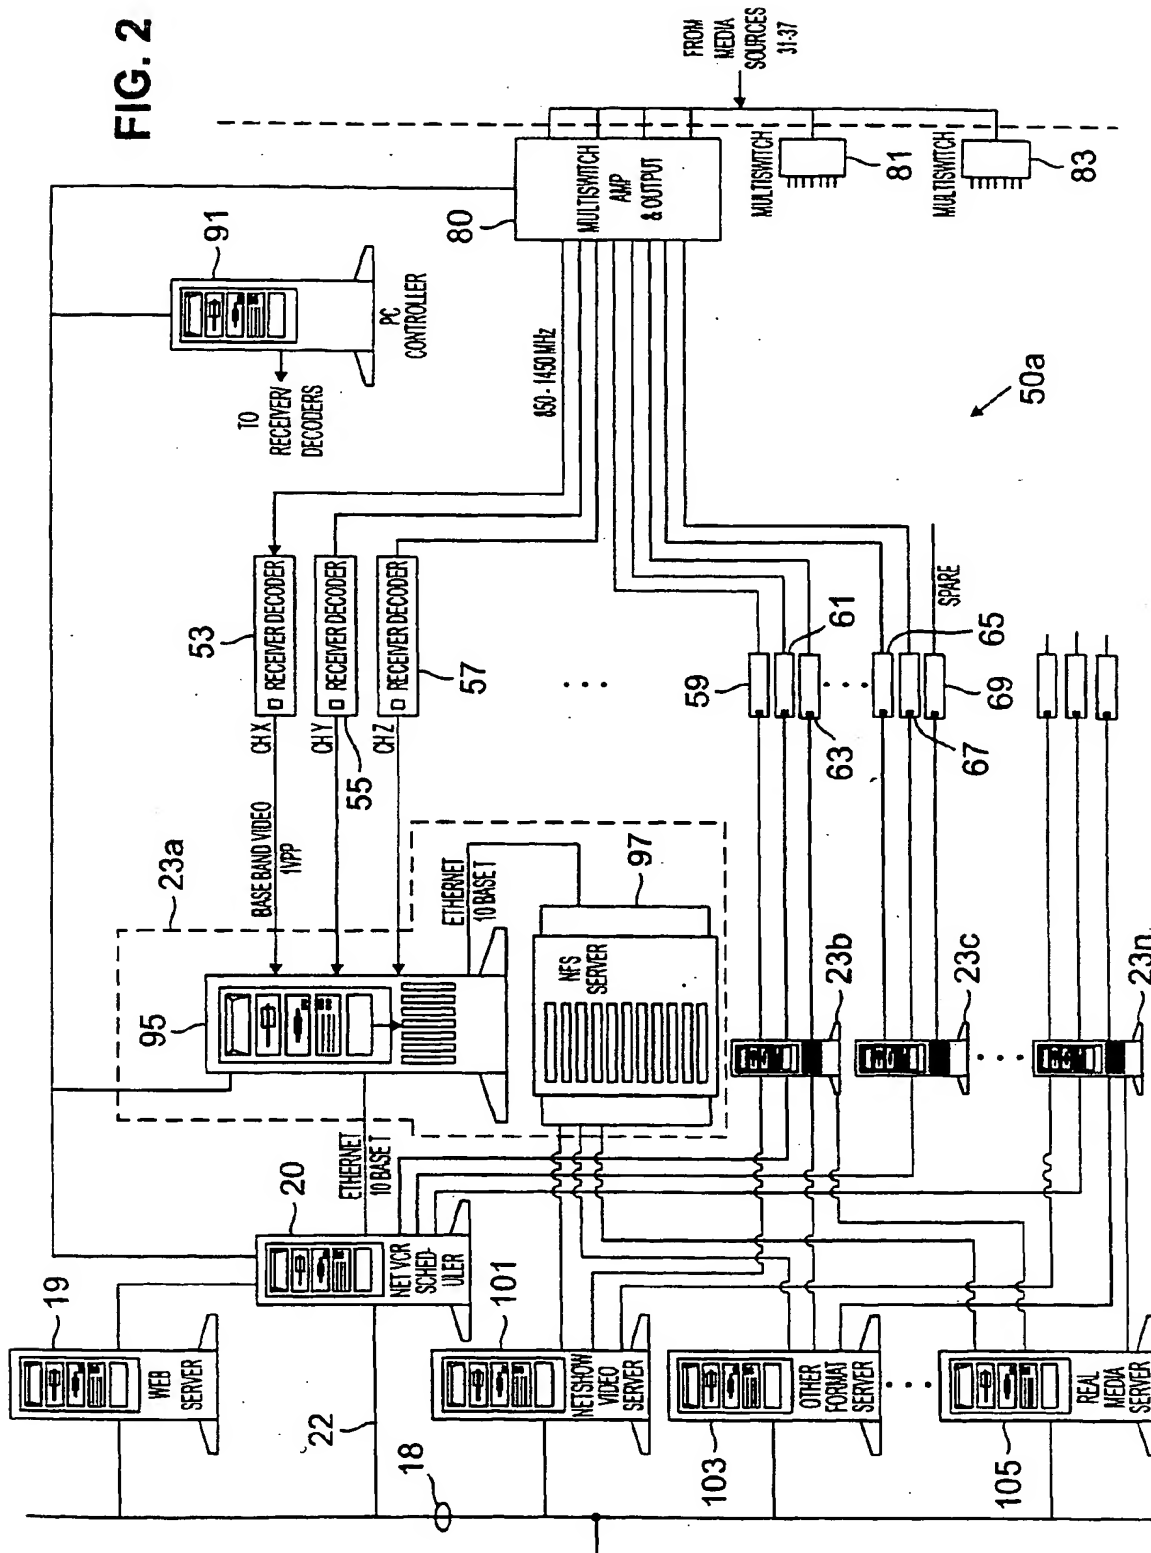 FIG. 2
FROM
MEDIA
SOURCES
31-37
80
MULTISWITCH
AMP
& OUTPUT
MULTISWITCH
81
MULTISWITCH
83
91
PC
CONTROLLER
TO
RECEIVER/
DECODERS
850 - 1450 MHz
50a
53
RECEIVER DECODER
CH X
RECEIVER DECODER
CH Y
55
RECEIVER DECODER
CH Z
57
59
61
63
65
67
69
SPARE
23a
BASE BAND VIDEO
1VPP
95
ETHERNET
10 BASE T
97
NFS
SERVER
23b
23c
23n
ETHERNET
10 BASE T
20
NET VCR
SCHED-
ULER
19
WEB
SERVER
22
18
101
NETSHOW
VIDEO
SERVER
103
OTHER
FORMAT
SERVER
105
REAL
MEDIA
SERVER